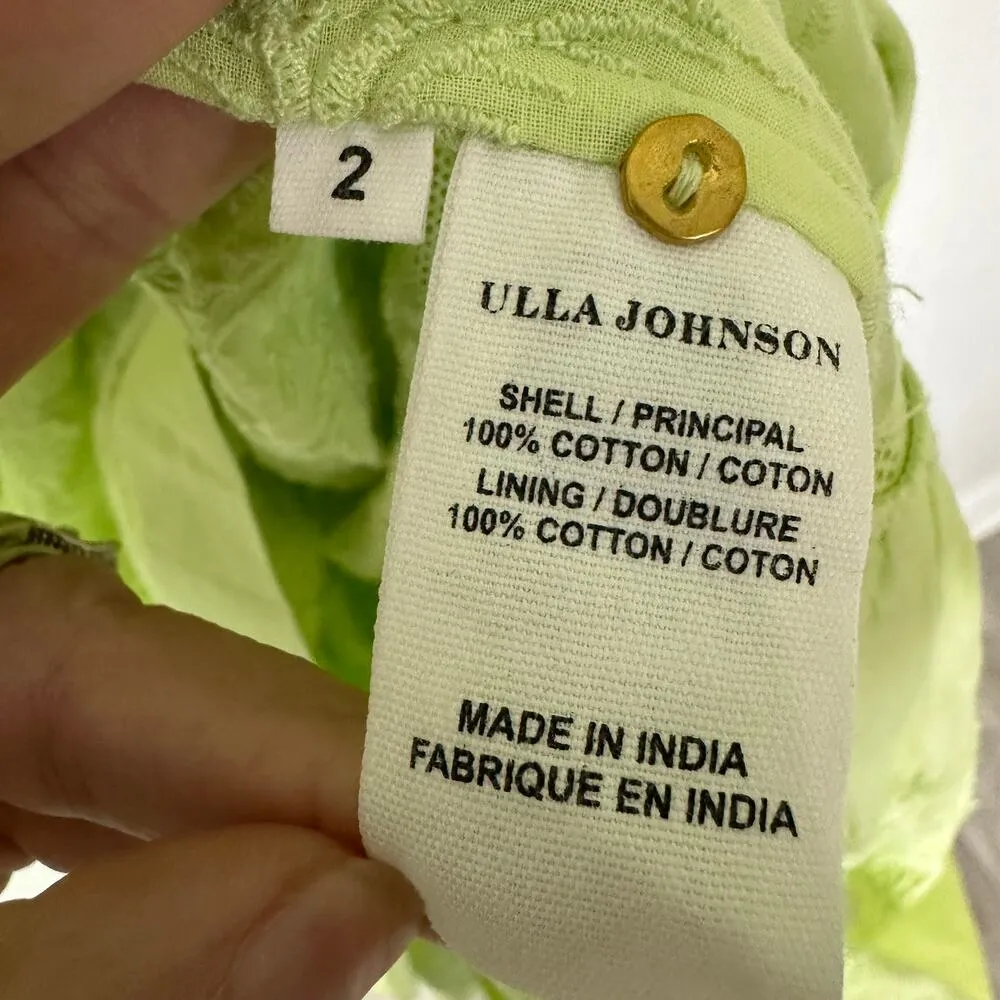 2
ULLA JOHNSON
SHELL / PRINCIPAL
100% COTTON / COTON
LINING / DOUBLURE
100% COTTON / COTON
MADE IN INDIA
FABRIQUE EN INDIA